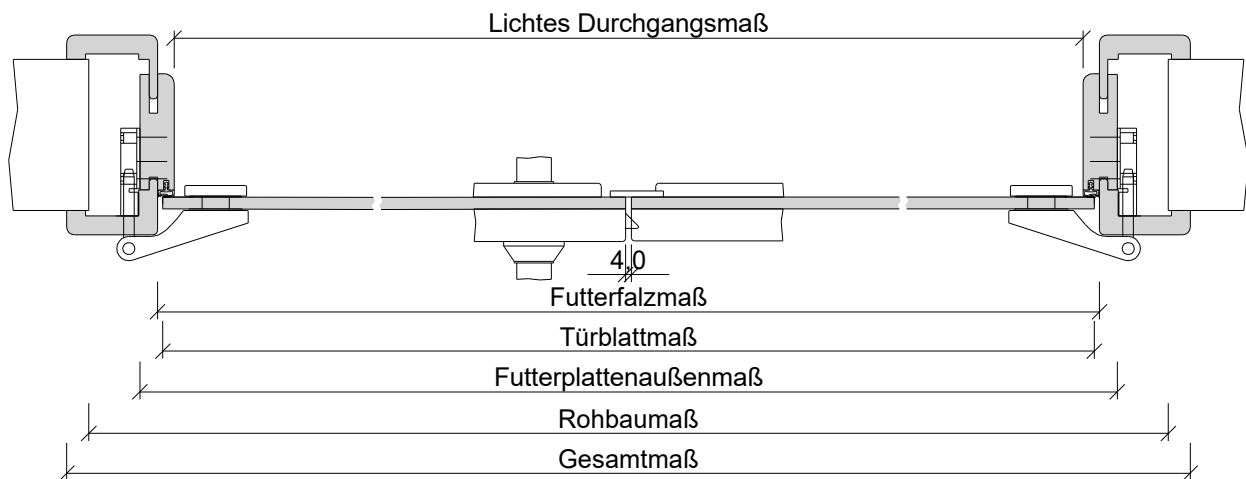 Lichtes Durchgangsmaß
4,0
Futterfalzmaß
Türblattmaß
Futterplattenaußenmaß
Rohbaumaß
Gesamtmaß